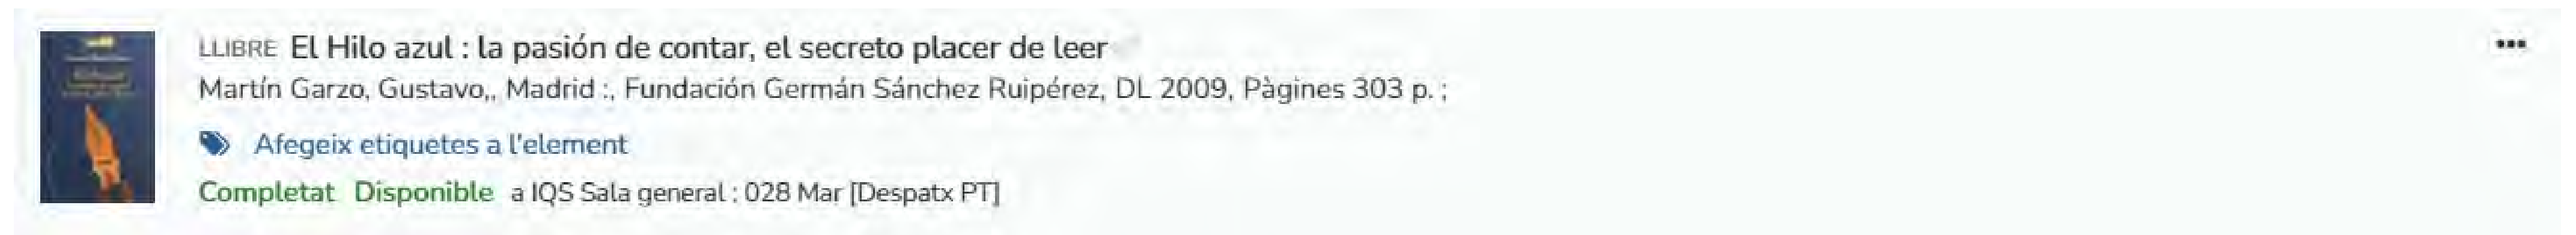 LLIBRE El Hilo azul : la pasión de contar, el secreto placer de leer
Martín Garzo, Gustavo,, Madrid :, Fundación Germán Sánchez Ruipérez, DL 2009, Pàgines 303 p. ;
Afegeix etiquetes a l'element
Completat Disponible a IQS Sala general ; 028 Mar [Despatx PT]